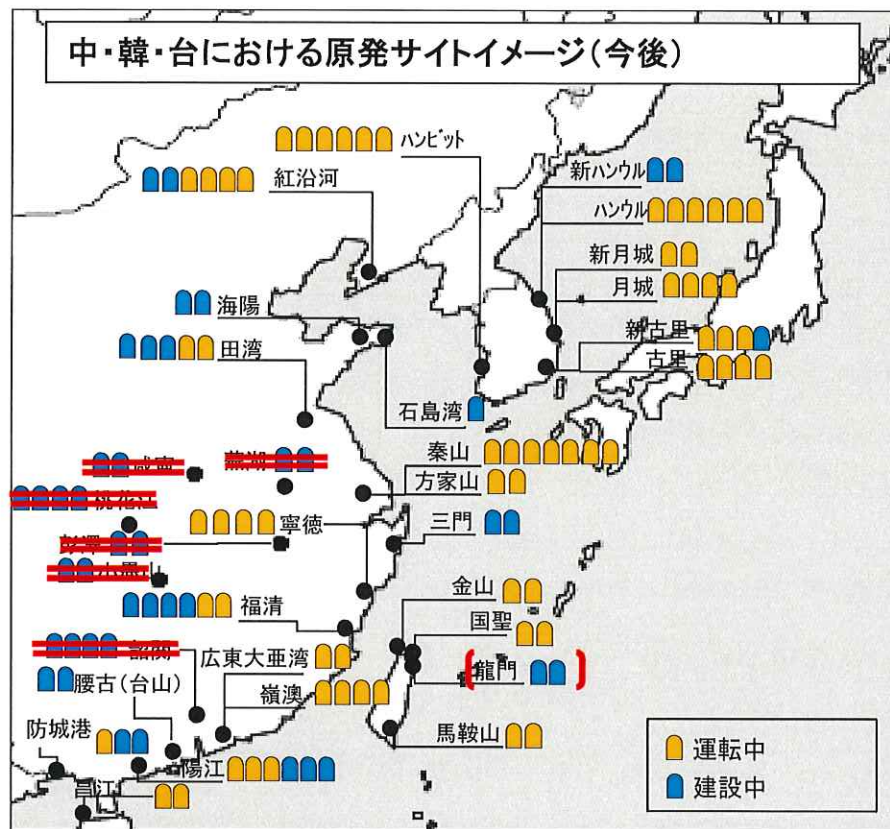 中・韓・台における原発サイトイメージ(今後)
ハンビット
紅沿河
新ハンウル
ハンウル
新月城
月城
海陽
田湾
新古里
古里
石島湾
咸寧
蕪湖
秦山
方家山
桃花江
寧徳
三門
彭澤
小墨山
福清
金山
国聖
韶関
広東大亜湾
龍門
腰古(台山)
嶺澳
防城港
馬鞍山
陽江
昌江
運転中
建設中